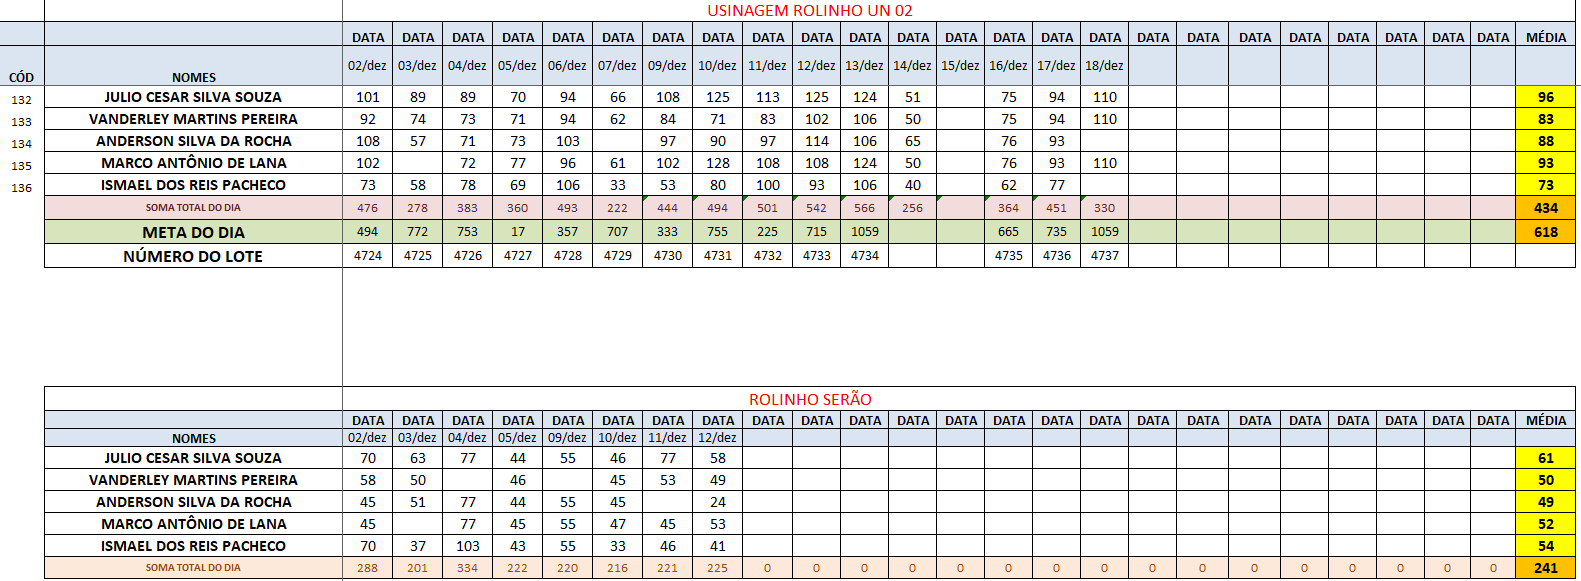 USINAGEM ROLINHO UN 02
DATA DATA DATA DATA DATA DATA DATA DATA DATA DATA DATA DATA DATA DATA DATA DATA DATA DATA DATA DATA DATA DATA DATA DATA MÉDIA
CÓD NOMES 02/dez 03/dez 04/dez 05/dez 06/dez 07/dez 09/dez 10/dez 11/dez 12/dez 13/dez 14/dez 15/dez 16/dez 17/dez 18/dez
132 JULIO CESAR SILVA SOUZA 101 89 89 70 94 66 108 125 113 125 124 51 75 94 110 96
133 VANDERLEY MARTINS PEREIRA 92 74 73 71 94 62 84 71 83 102 106 50 75 94 110 83
134 ANDERSON SILVA DA ROCHA 108 57 71 73 103 97 90 97 114 106 65 76 93 88
135 MARCO ANTÔNIO DE LANA 102 72 77 96 61 102 128 108 108 124 50 76 93 110 93
136 ISMAEL DOS REIS PACHECO 73 58 78 69 106 33 53 80 100 93 106 40 62 77 73
SOMA TOTAL DO DIA 476 278 383 360 493 222 444 494 501 542 566 256 364 451 330 434
META DO DIA 494 772 753 17 357 707 333 755 225 715 1059 665 735 1059 618
NÚMERO DO LOTE 4724 4725 4726 4727 4728 4729 4730 4731 4732 4733 4734 4735 4736 4737
ROLINHO SERÃO
DATA DATA DATA DATA DATA DATA DATA DATA DATA DATA DATA DATA DATA DATA DATA DATA DATA DATA DATA DATA DATA DATA DATA DATA MÉDIA
NOMES 02/dez 03/dez 04/dez 05/dez 09/dez 10/dez 11/dez 12/dez
JULIO CESAR SILVA SOUZA 70 63 77 44 55 46 77 58 61
VANDERLEY MARTINS PEREIRA 58 50 46 45 53 49 50
ANDERSON SILVA DA ROCHA 45 51 77 44 55 45 24 49
MARCO ANTÔNIO DE LANA 45 77 45 55 47 45 53 52
ISMAEL DOS REIS PACHECO 70 37 103 43 55 33 46 41 54
SOMA TOTAL DO DIA 288 201 334 222 220 216 221 225 0 0 0 0 0 0 0 0 0 0 0 0 0 0 0 0 241